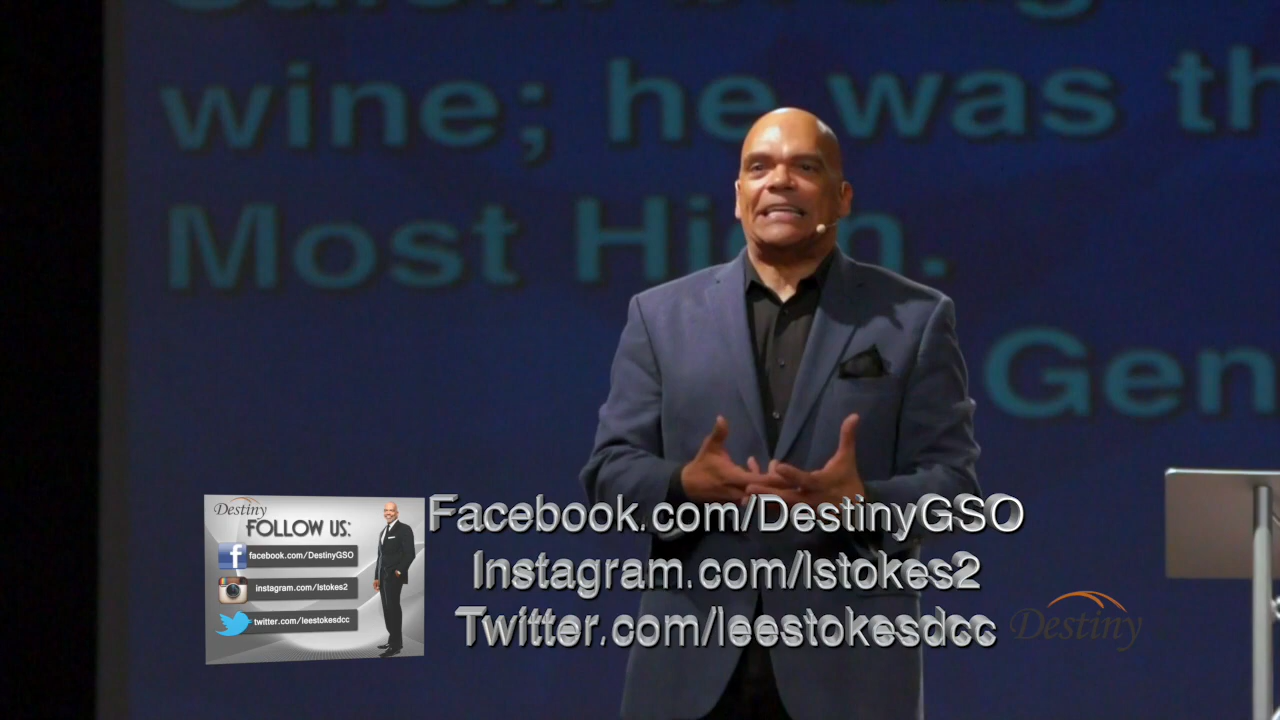 wine; he was th
Most High.
Gen
Destiny
FOLLOW US:
facebook.com/DestinyGSO
instagram.com/lstokes2
twitter.com/leestokesdcc
Facebook.com/DestinyGSO
Instagram.com/lstokes2
Twitter.com/leestokesdcc
Destiny